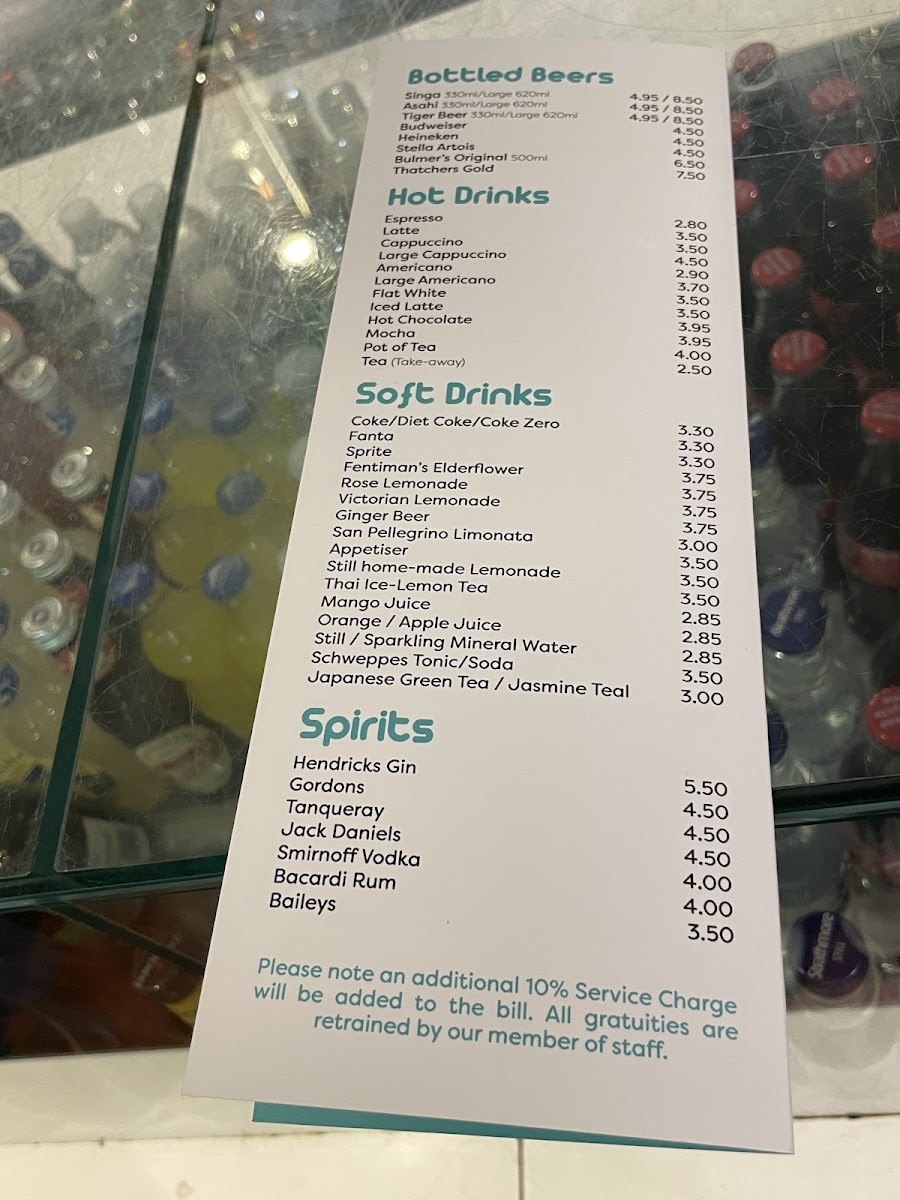 Bottled Beers
Singa 330ml/Large 620ml 4.95 / 8.50
Asahi 330ml/Large 620ml 4.95 / 8.50
Tiger Beer 330ml/Large 620ml 4.95 / 8.50
Budweiser 4.50
Heineken 4.50
Stella Artois 4.50
Bulmer's Original 500ml 6.50
Thatchers Gold 7.50
Hot Drinks
Espresso 2.80
Latte 3.50
Cappuccino 3.50
Large Cappuccino 4.50
Americano 2.90
Large Americano 3.70
Flat White 3.50
Iced Latte 3.50
Hot Chocolate 3.95
Mocha 3.95
Pot of Tea 4.00
Tea (Take-away) 2.50
Soft Drinks
Coke/Diet Coke/Coke Zero 3.30
Fanta 3.30
Sprite 3.30
Fentiman's Elderflower 3.75
Rose Lemonade 3.75
Victorian Lemonade 3.75
Ginger Beer 3.75
San Pellegrino Limonata 3.00
Appetiser 3.50
Still home-made Lemonade 3.50
Thai Ice-Lemon Tea 3.50
Mango Juice 2.85
Orange / Apple Juice 2.85
Still / Sparkling Mineral Water 2.85
Schweppes Tonic/Soda 3.50
Japanese Green Tea / Jasmine Teal 3.00
Spirits
Hendricks Gin 5.50
Gordons 4.50
Tanqueray 4.50
Jack Daniels 4.50
Smirnoff Vodka 4.00
Bacardi Rum 4.00
Baileys 3.50
Please note an additional 10% Service Charge
will be added to the bill. All gratuities are
retrained by our member of staff.
Strathmore
STILL